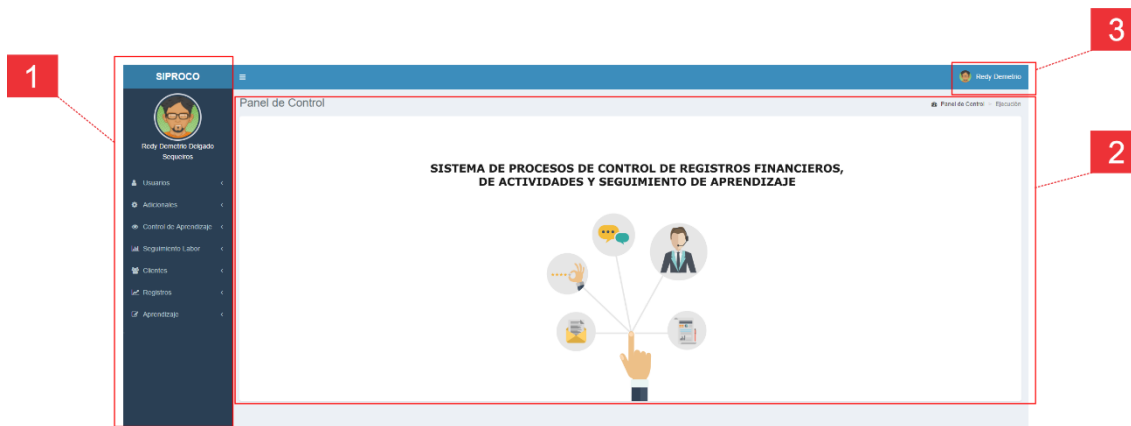 3
1
SIPROCO
Redy Demetrio
Panel de Control
Panel de Control
Ejecución
Redy Demetrio Delgado
Sequeiros
2
SISTEMA DE PROCESOS DE CONTROL DE REGISTROS FINANCIEROS,
DE ACTIVIDADES Y SEGUIMIENTO DE APRENDIZAJE
Usuarios
Adicionales
Control de Aprendizaje
Seguimiento Labor
Clientes
Registros
Aprendizaje